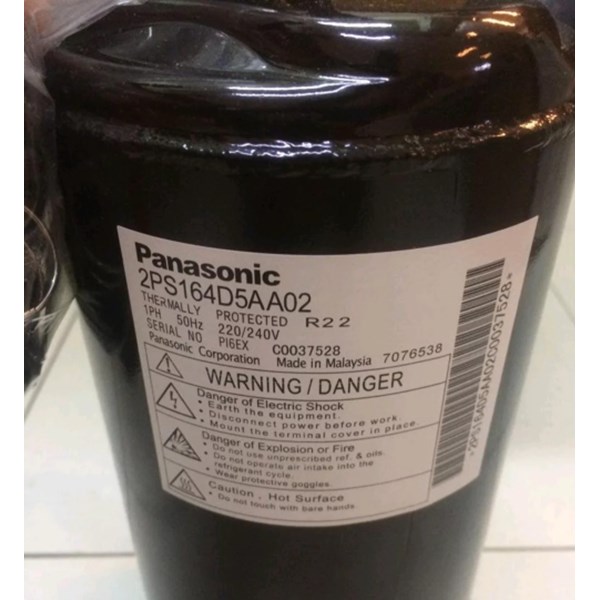 Panasonic
2PS164D5AA02
THERMALLY PROTECTED R22
1PH 50Hz 220/240V
SERIAL NO PI6EX C0037528
Panasonic Corporation Made in Malaysia 7076538
WARNING / DANGER
Danger of Electric Shock
• Earth the equipment.
• Disconnect power before work.
• Mount the terminal cover in place.
Danger of Explosion or Fire
• Do not use unprescribed ref. & oils.
• Do not operate air intake into the
refrigerant cycle.
• Wear protective goggles.
Caution, Hot Surface
• Do not touch with bare hands
*2PS164D5AA02C0037528*